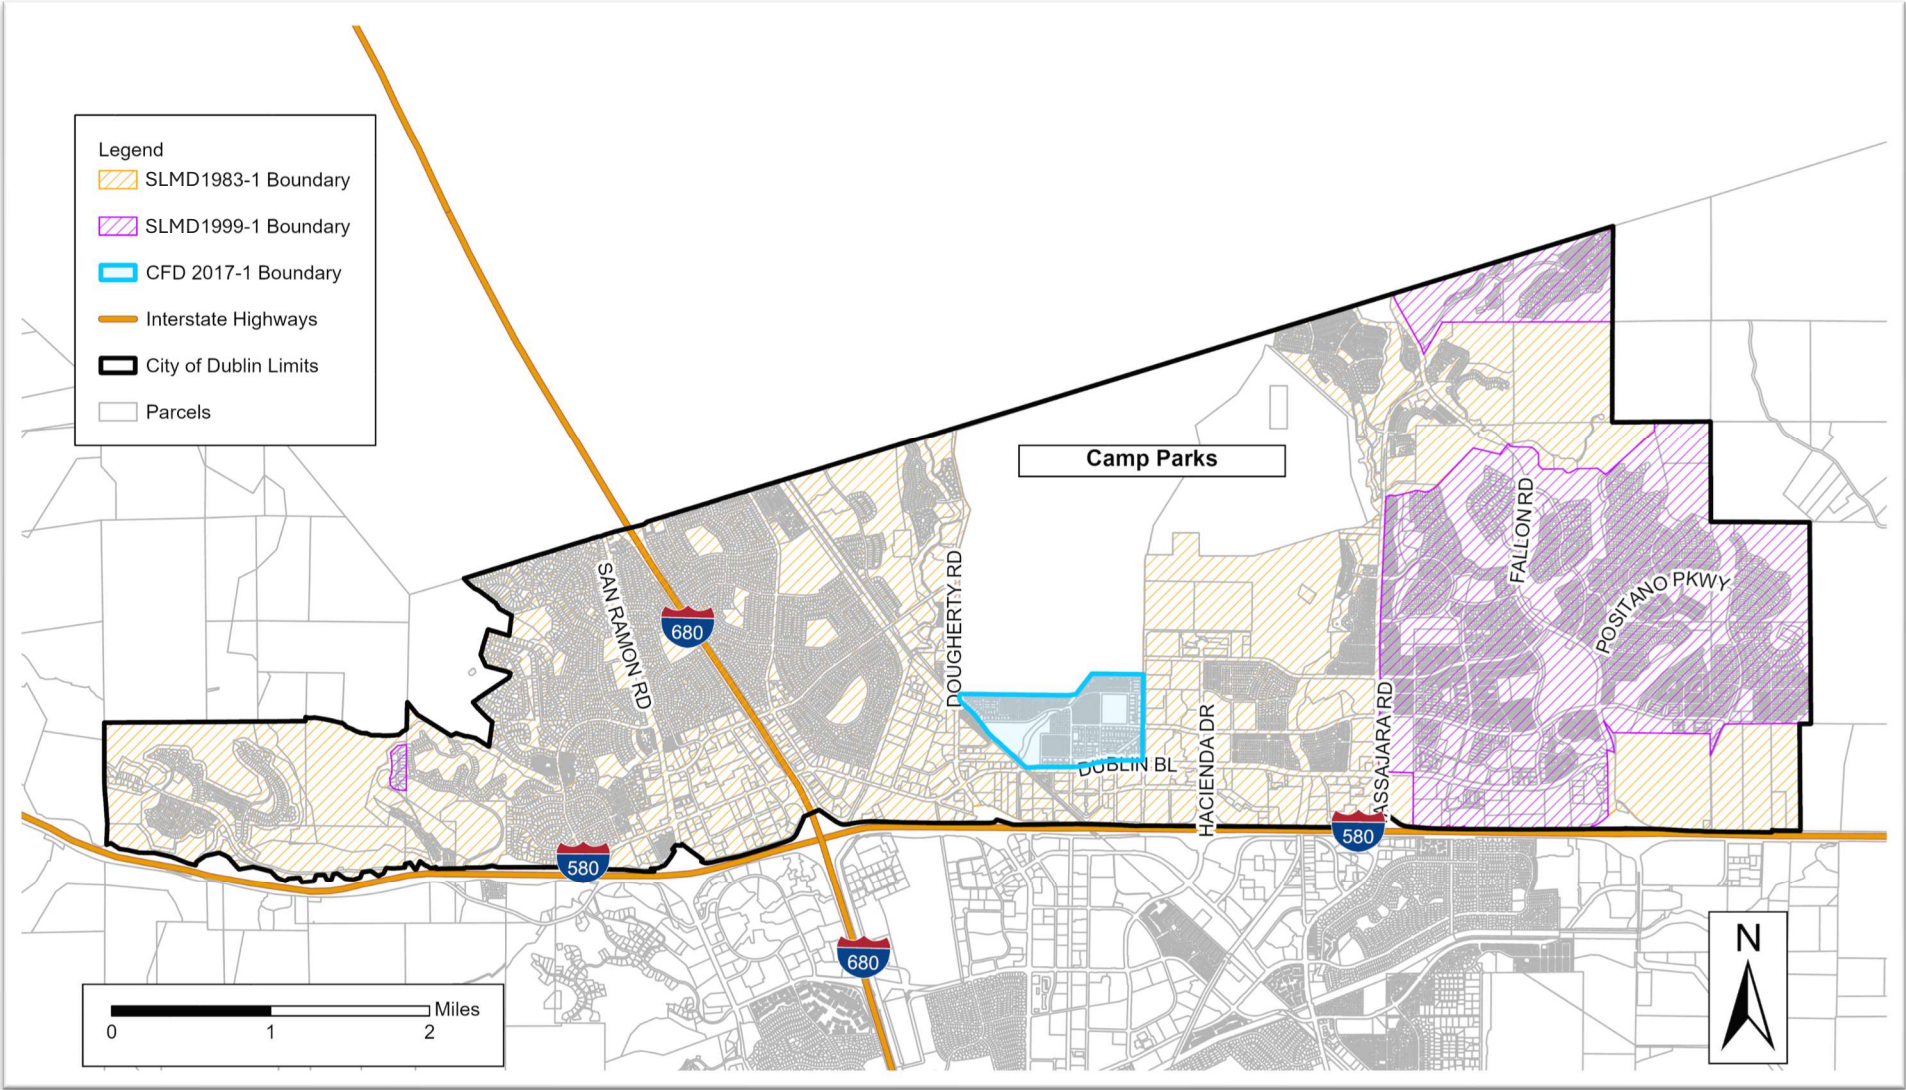 Legend
SLMD1983-1 Boundary
SLMD1999-1 Boundary
CFD 2017-1 Boundary
Interstate Highways
City of Dublin Limits
Parcels
Camp Parks
FALLON RD
POSITANO PKWY
SAN RAMON RD
680
DOUGHERTY RD
HACIENDA DR
ASSAJARA RD
DUBLIN BL
580
580
680
N
Miles
0 1 2